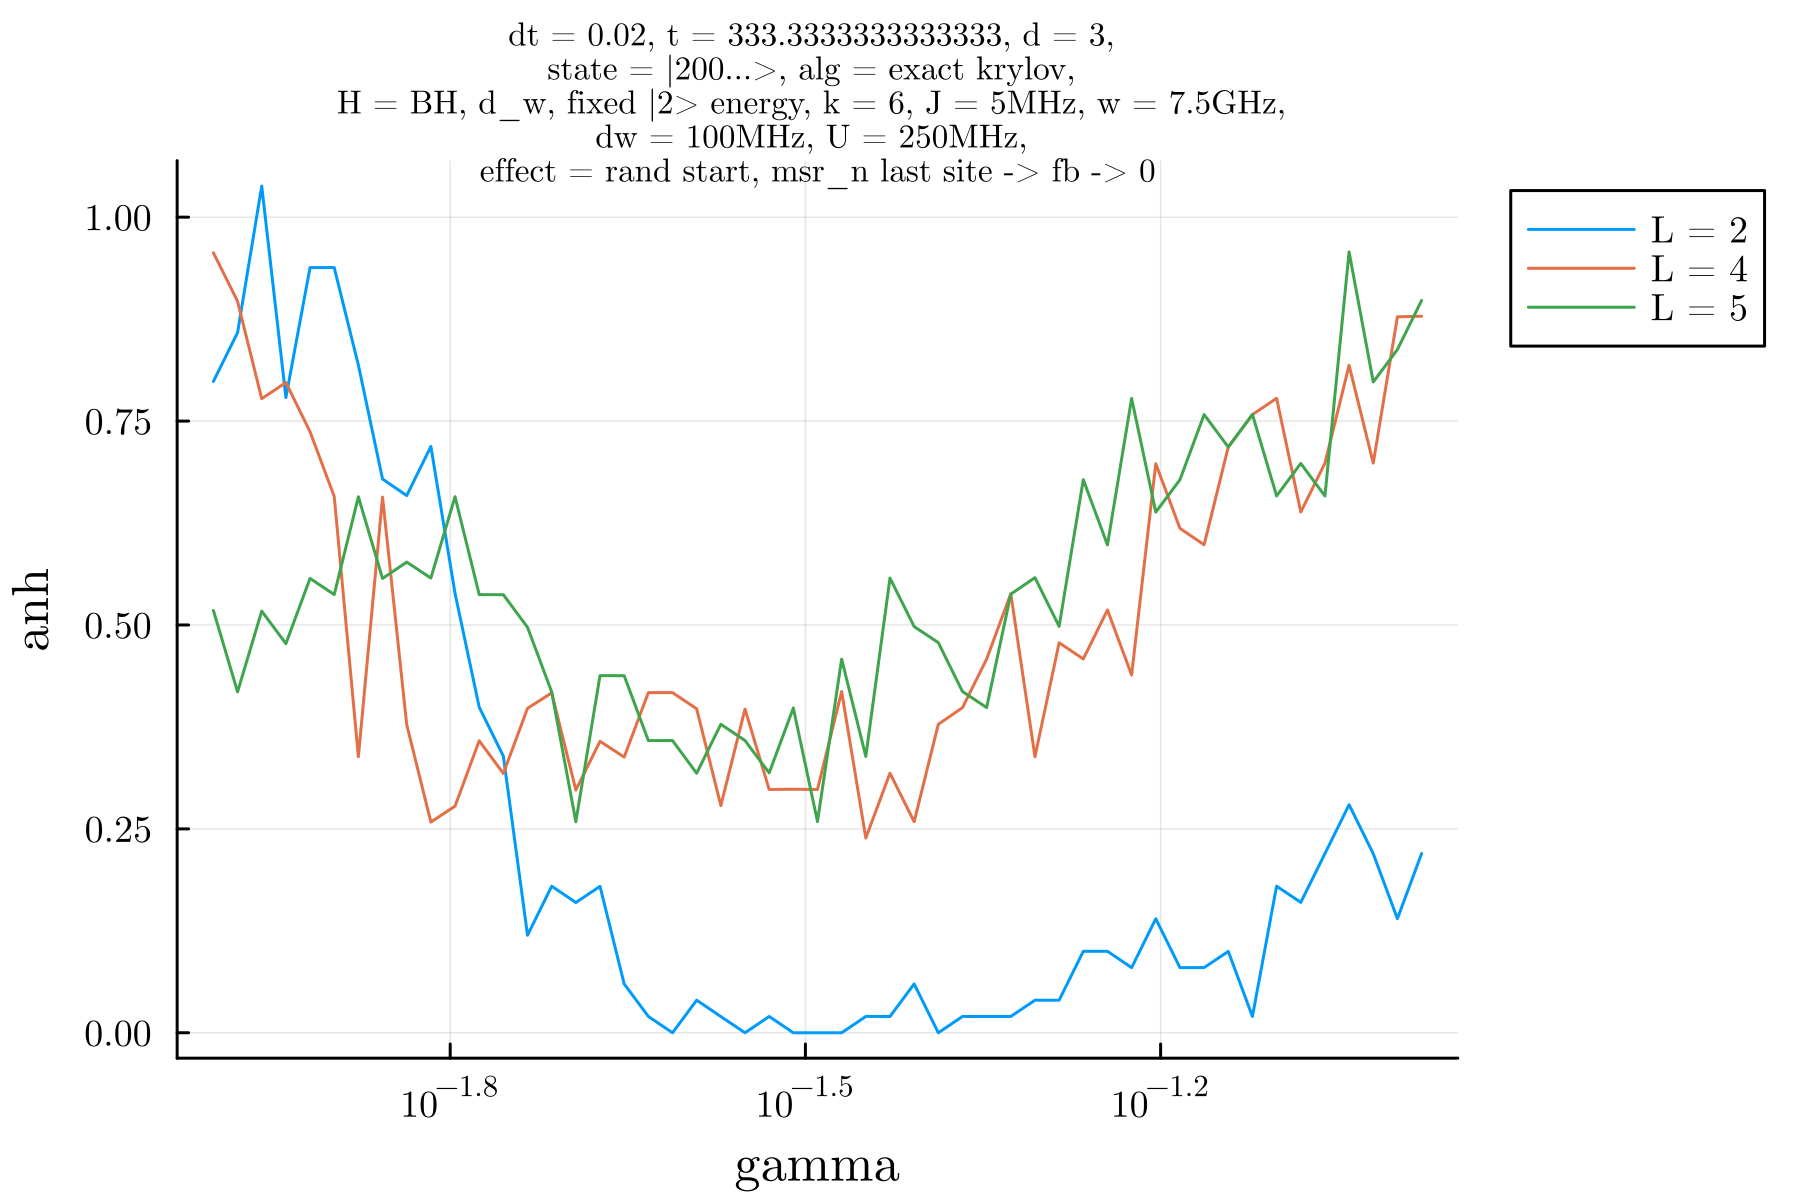 dt = 0.02, t = 333.3333333333333, d = 3,
state = |200...>, alg = exact krylov,
H = BH, d_w, fixed |2> energy, k = 6, J = 5MHz, w = 7.5GHz,
dw = 100MHz, U = 250MHz,
effect = rand start, msr_n last site -> fb -> 0
L = 2
L = 4
L = 5
anh
1.00
0.75
0.50
0.25
0.00
10^−1.8
10^−1.5
10^−1.2
gamma